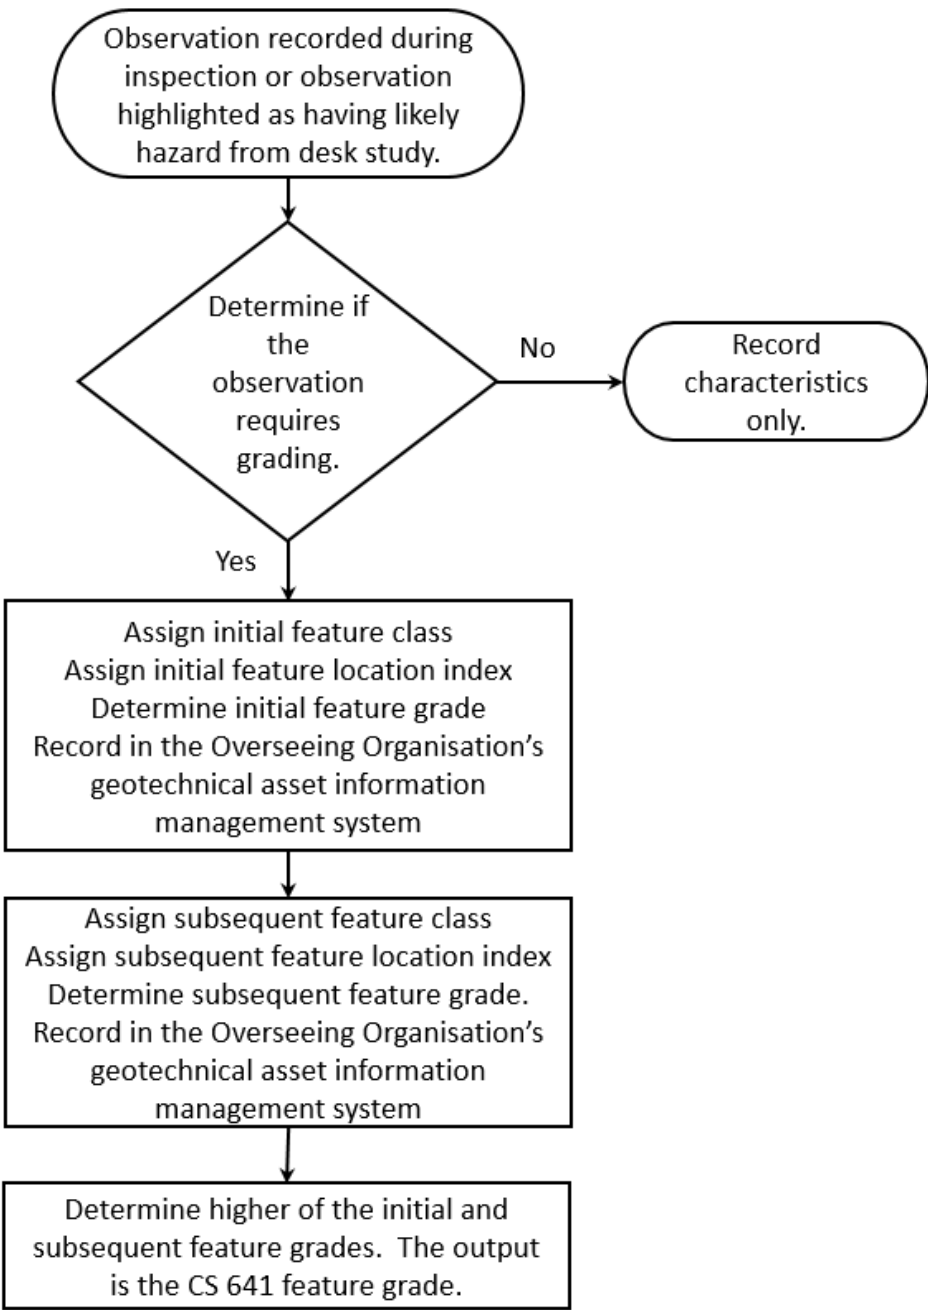 Observation recorded during
inspection or observation
highlighted as having likely
hazard from desk study.
Determine if
the
observation
requires
grading.
No
Record
characteristics
only.
Yes
Assign initial feature class
Assign initial feature location index
Determine initial feature grade
Record in the Overseeing Organisation’s
geotechnical asset information
management system
Assign subsequent feature class
Assign subsequent feature location index
Determine subsequent feature grade.
Record in the Overseeing Organisation’s
geotechnical asset information
management system
Determine higher of the initial and
subsequent feature grades.  The output
is the CS 641 feature grade.